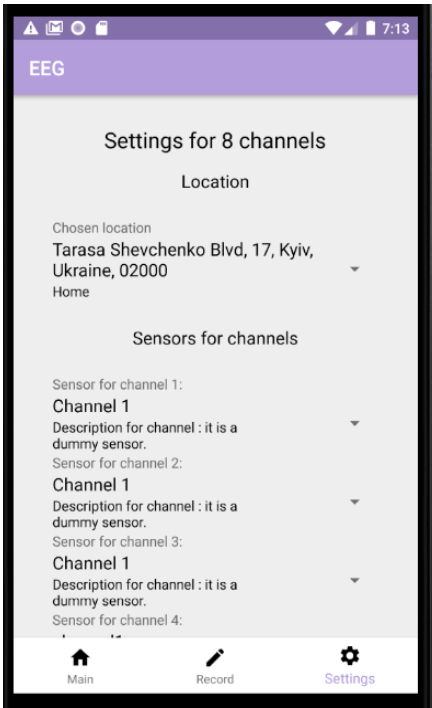 7:13
EEG
Settings for 8 channels
Location
Chosen location
Tarasa Shevchenko Blvd, 17, Kyiv,
Ukraine, 02000
Home
Sensors for channels
Sensor for channel 1:
Channel 1
Description for channel : it is a
dummy sensor.
Sensor for channel 2:
Channel 1
Description for channel : it is a
dummy sensor.
Sensor for channel 3:
Channel 1
Description for channel : it is a
dummy sensor.
Sensor for channel 4:
Main
Record
Settings